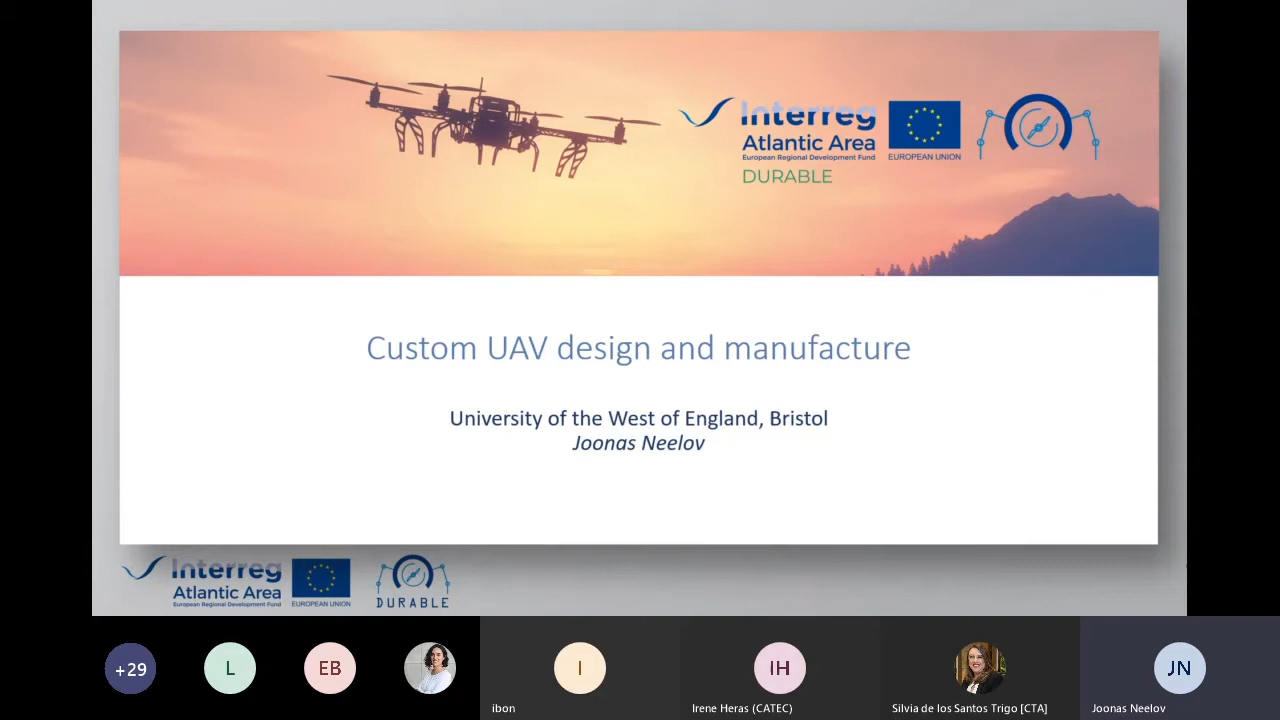 Interreg
Atlantic Area
European Regional Development Fund
EUROPEAN UNION
DURABLE
Custom UAV design and manufacture
University of the West of England, Bristol
Joonas Neelov
Interreg
Atlantic Area
European Regional Development Fund
EUROPEAN UNION
DURABLE
+29
L
EB
I
IH
JN
ibon
Irene Heras (CATEC)
Silvia de los Santos Trigo [CTA]
Joonas Neelov